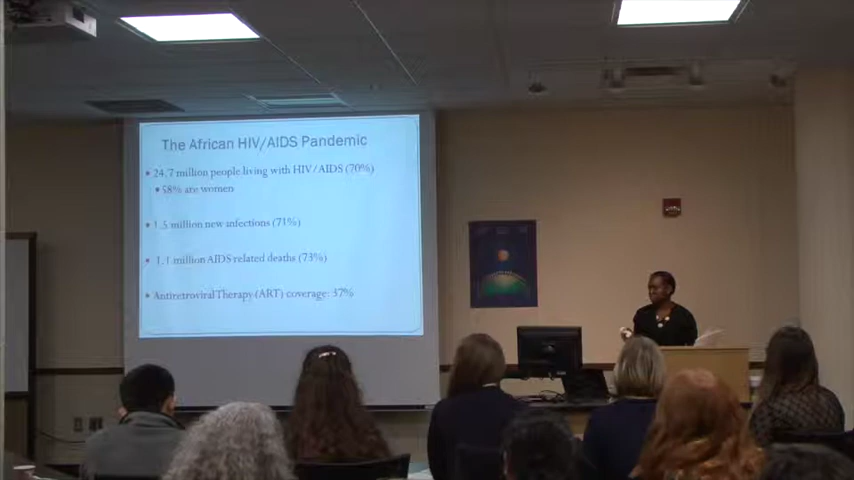 The African HIV/AIDS Pandemic
• 24.7 million people living with HIV/AIDS (70%)
• 58% are women
• 1.5 million new infections (71%)
• 1.1 million AIDS related deaths (73%)
• Antiretroviral Therapy (ART) coverage: 37%